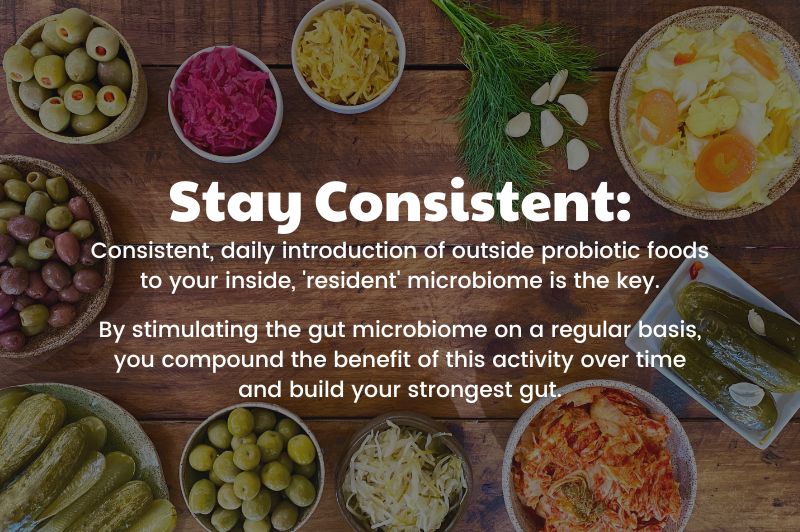 Stay Consistent:
Consistent, daily introduction of outside probiotic foods
to your inside, 'resident' microbiome is the key.
By stimulating the gut microbiome on a regular basis,
you compound the benefit of this activity over time
and build your strongest gut.